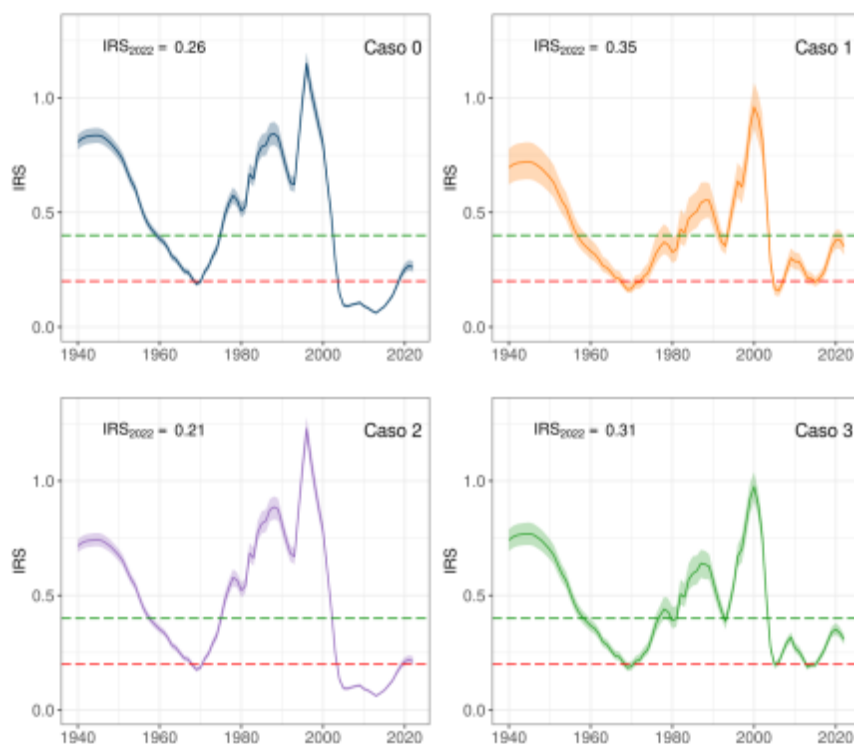 IRS₂₀₂₂ = 0.26
Caso 0
1.0
0.5
0.0
IRS
1940 1960 1980 2000 2020
IRS₂₀₂₂ = 0.35
Caso 1
1.0
0.5
0.0
IRS
1940 1960 1980 2000 2020
IRS₂₀₂₂ = 0.21
Caso 2
1.0
0.5
0.0
IRS
1940 1960 1980 2000 2020
IRS₂₀₂₂ = 0.31
Caso 3
1.0
0.5
0.0
IRS
1940 1960 1980 2000 2020